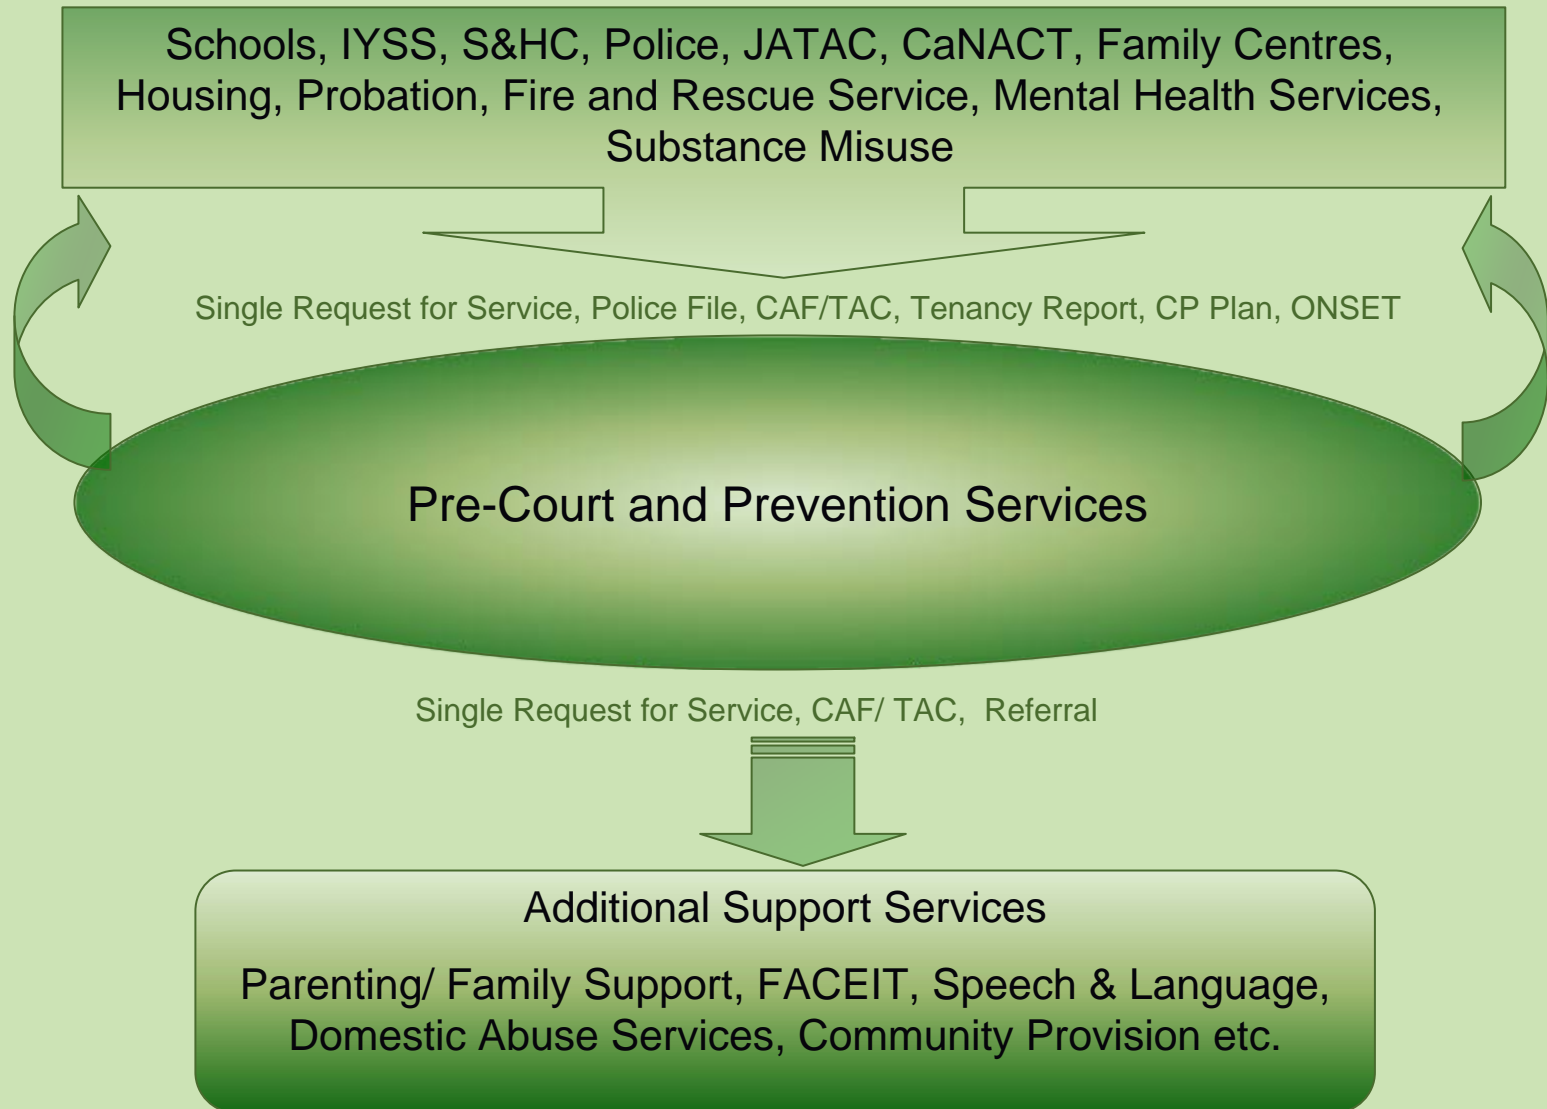 Schools, IYSS, S&HC, Police, JATAC, CaNACT, Family Centres,
Housing, Probation, Fire and Rescue Service, Mental Health Services,
Substance Misuse
Single Request for Service, Police File, CAF/TAC, Tenancy Report, CP Plan, ONSET
Pre-Court and Prevention Services
Single Request for Service, CAF/ TAC,  Referral
Additional Support Services
Parenting/ Family Support, FACEIT, Speech & Language,
Domestic Abuse Services, Community Provision etc.